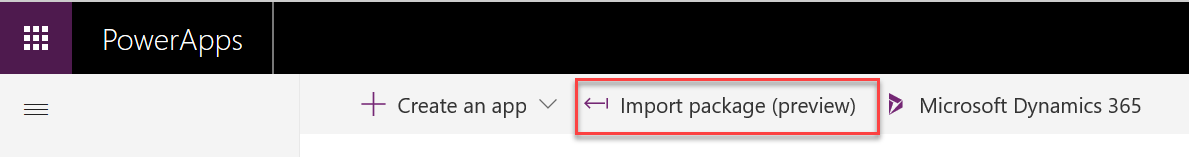 PowerApps
Create an app Import package (preview) Microsoft Dynamics 365